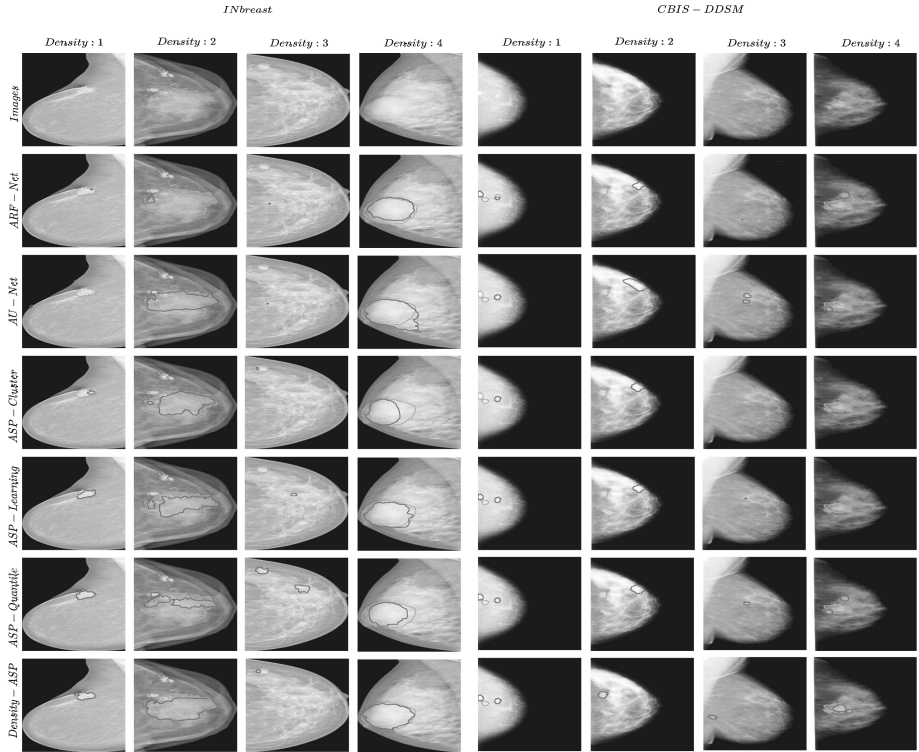 INbreast CBIS – DDSM
Density : 1 Density : 2 Density : 3 Density : 4 Density : 1 Density : 2 Density : 3 Density : 4
Images
ARF – Net
AU – Net
ASP – Cluster
ASP – Learning
ASP – Quantile
Density – ASP